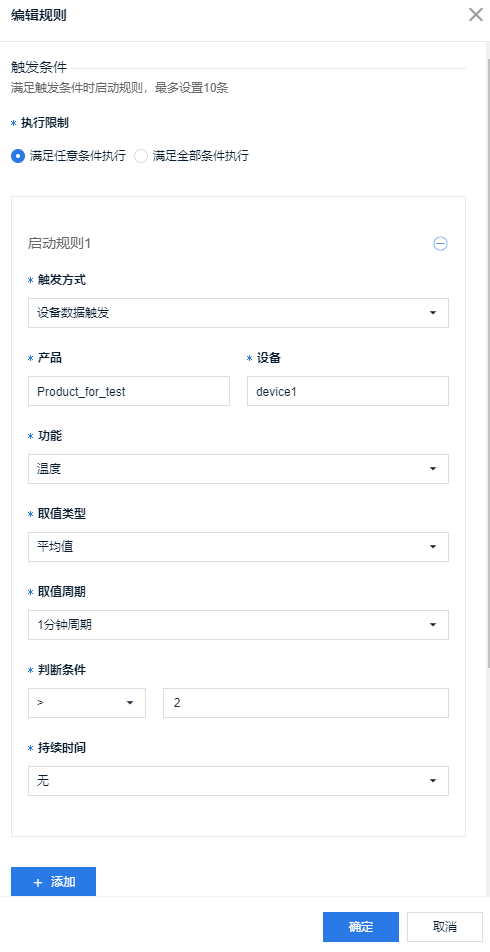 编辑规则
触发条件
满足触发条件时启动规则，最多设置10条
* 执行限制
满足任意条件执行 满足全部条件执行
启动规则1
* 触发方式
设备数据触发
* 产品 * 设备
Product_for_test device1
* 功能
温度
* 取值类型
平均值
* 取值周期
1分钟周期
* 判断条件
> 2
* 持续时间
无
+ 添加
确定 取消